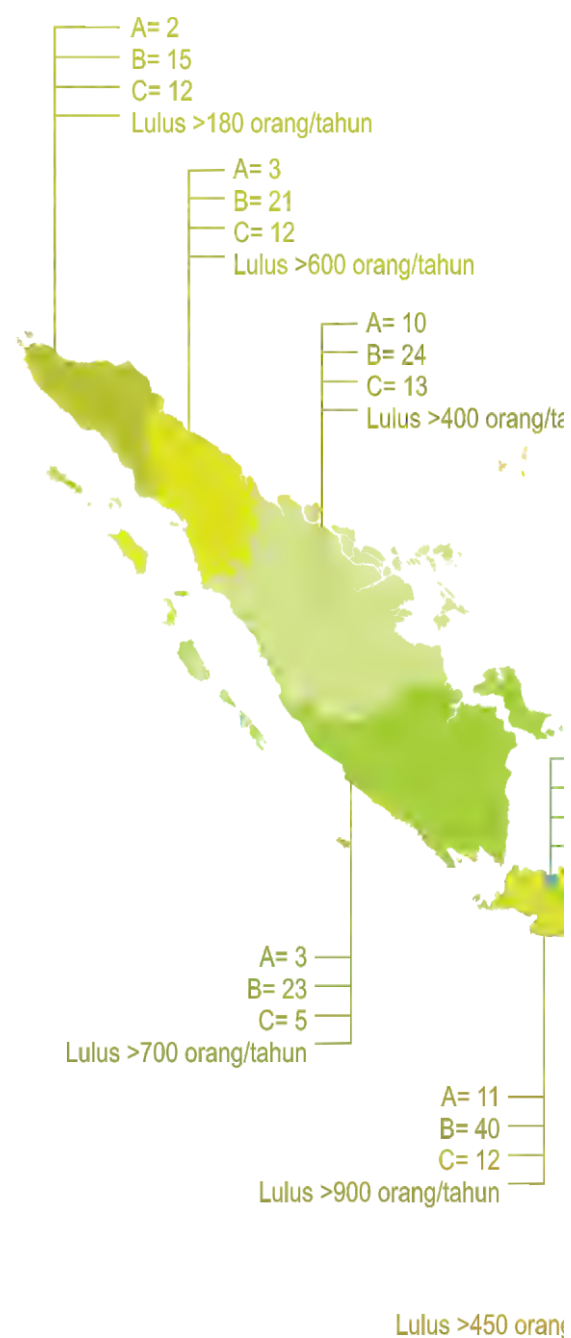 A= 2
B= 15
C= 12
Lulus >180 orang/tahun
A= 3
B= 21
C= 12
Lulus >600 orang/tahun
A= 10
B= 24
C= 13
Lulus >400 orang/ta
A= 3
B= 23
C= 5
Lulus >700 orang/tahun
A= 11
B= 40
C= 12
Lulus >900 orang/tahun
Lulus >450 orang